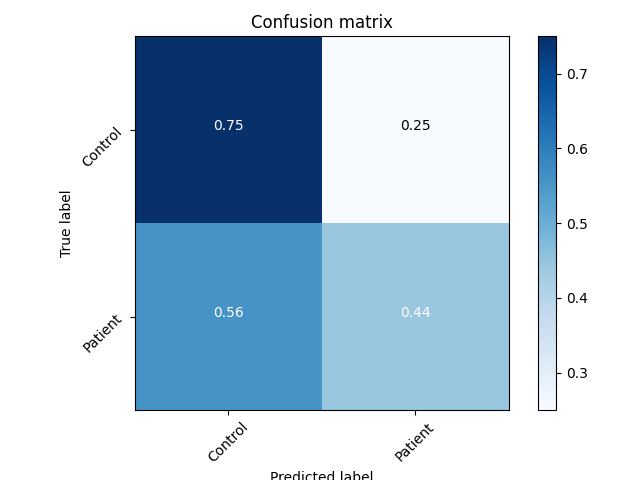 Confusion matrix
True label
Control
0.75
0.25
Patient
0.56
0.44
Control
Patient
Predicted label
0.7
0.6
0.5
0.4
0.3